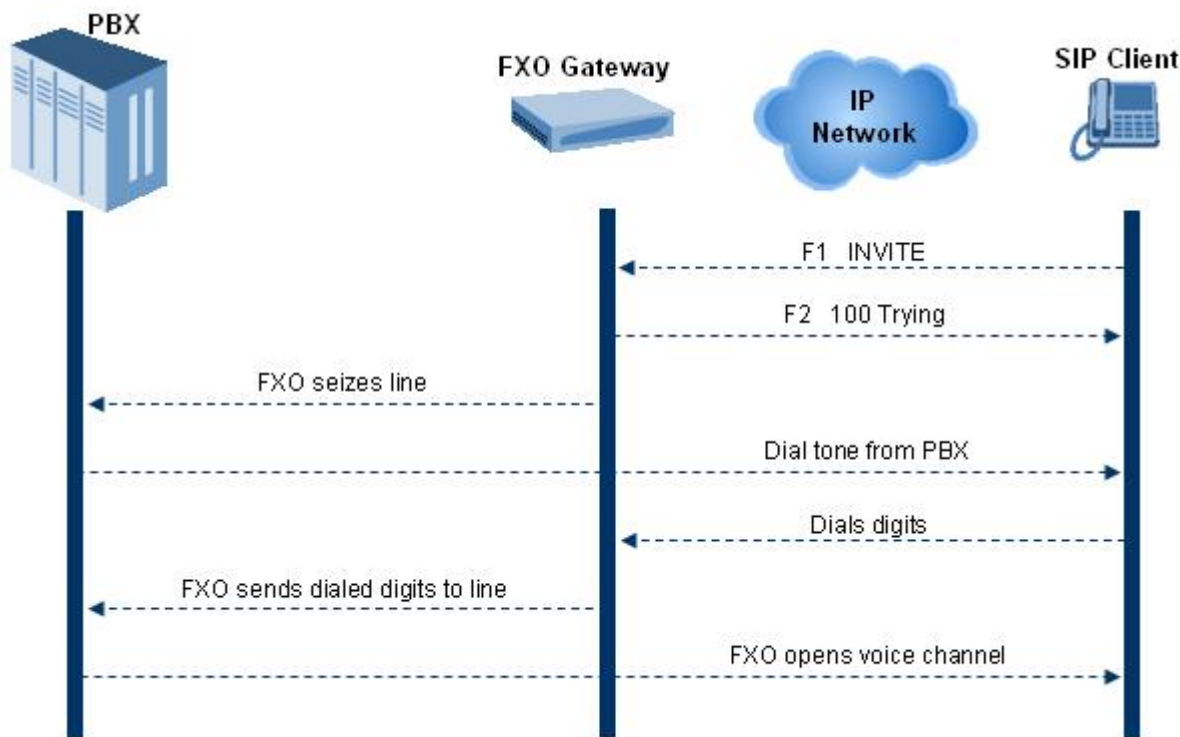 PBX
FXO Gateway
IP
Network
SIP Client
F1 INVITE
F2 100 Trying
FXO seizes line
Dial tone from PBX
Dials digits
FXO sends dialed digits to line
FXO opens voice channel